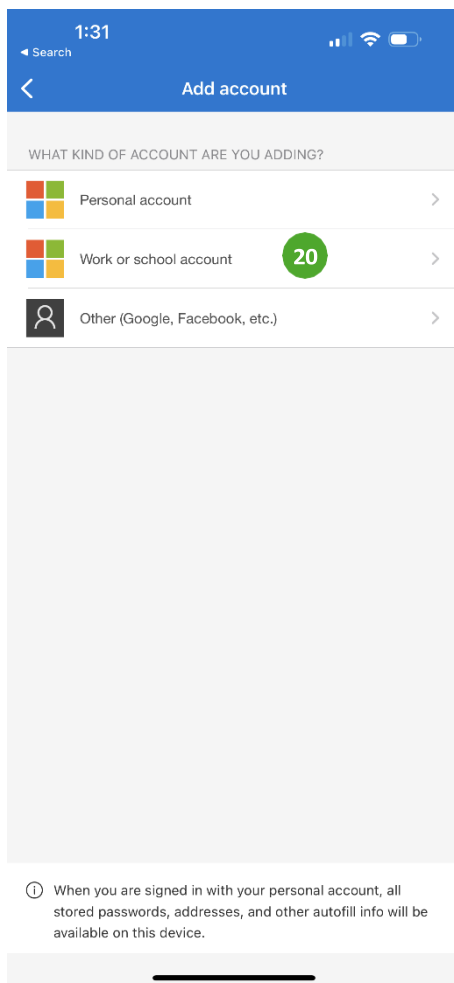 1:31
◀ Search
Add account
WHAT KIND OF ACCOUNT ARE YOU ADDING?
Personal account
Work or school account
20
Other (Google, Facebook, etc.)
When you are signed in with your personal account, all
stored passwords, addresses, and other autofill info will be
available on this device.